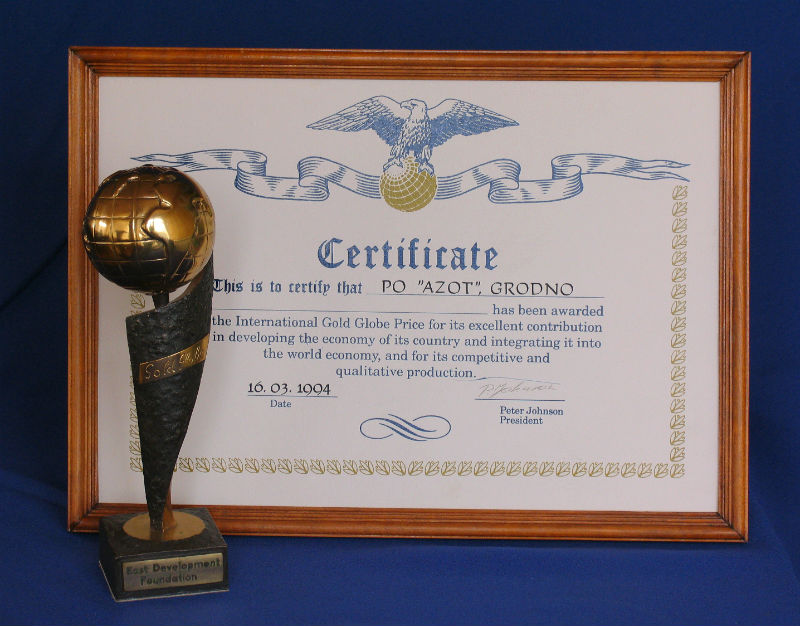 Certificate
This is to certify that PO "AZOT", GRODNO
has been awarded
the International Gold Globe Price for its excellent contribution
in developing the economy of its country and integrating it into
the world economy, and for its competitive and
qualitative production.
16. 03. 1994
Date
Peter Johnson
President
Gold
East Development
Foundation